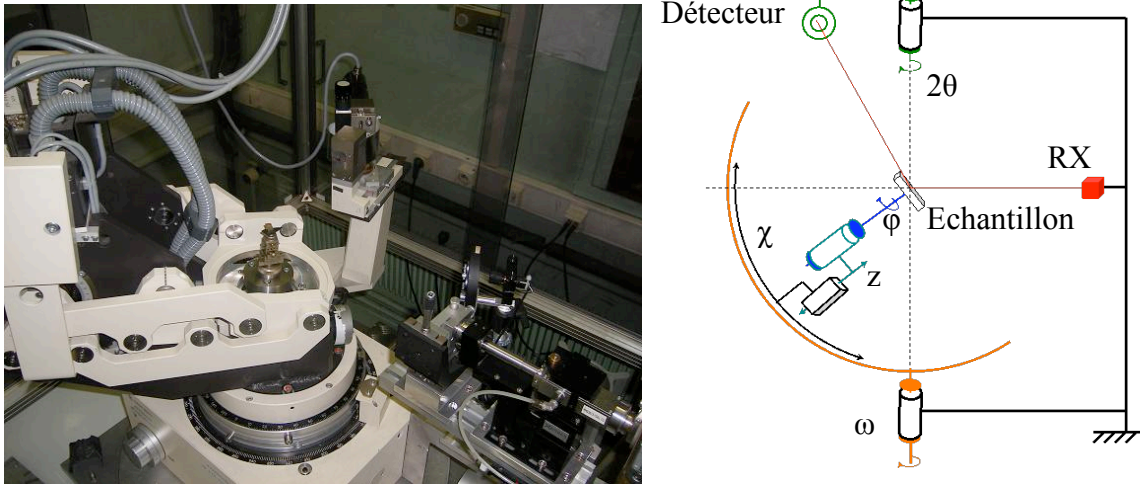 Détecteur
2θ
RX
Echantillon
φ
χ
z
ω